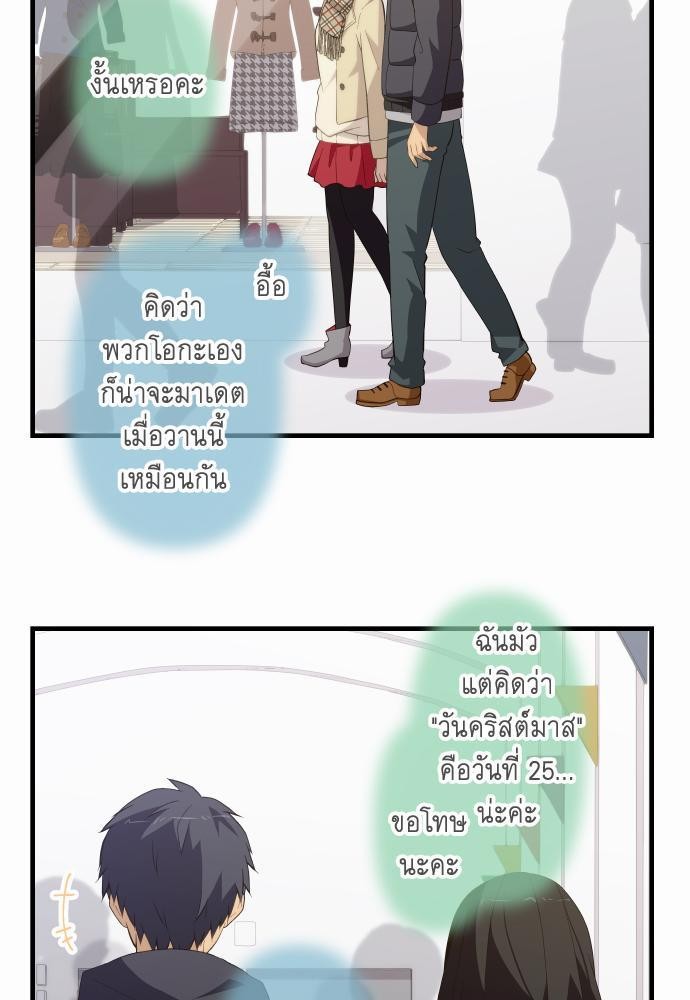 งั้นเหรอคะ
อื้อ
คิดว่า
พวกโอกะเอง
ก็น่าจะมาเดต
เมื่อวานนี้
เหมือนกัน
ฉันมัว
แต่คิดว่า
"วันคริสต์มาส"
คือวันที่ 25...
น่ะค่ะ
ขอโทษ
นะคะ